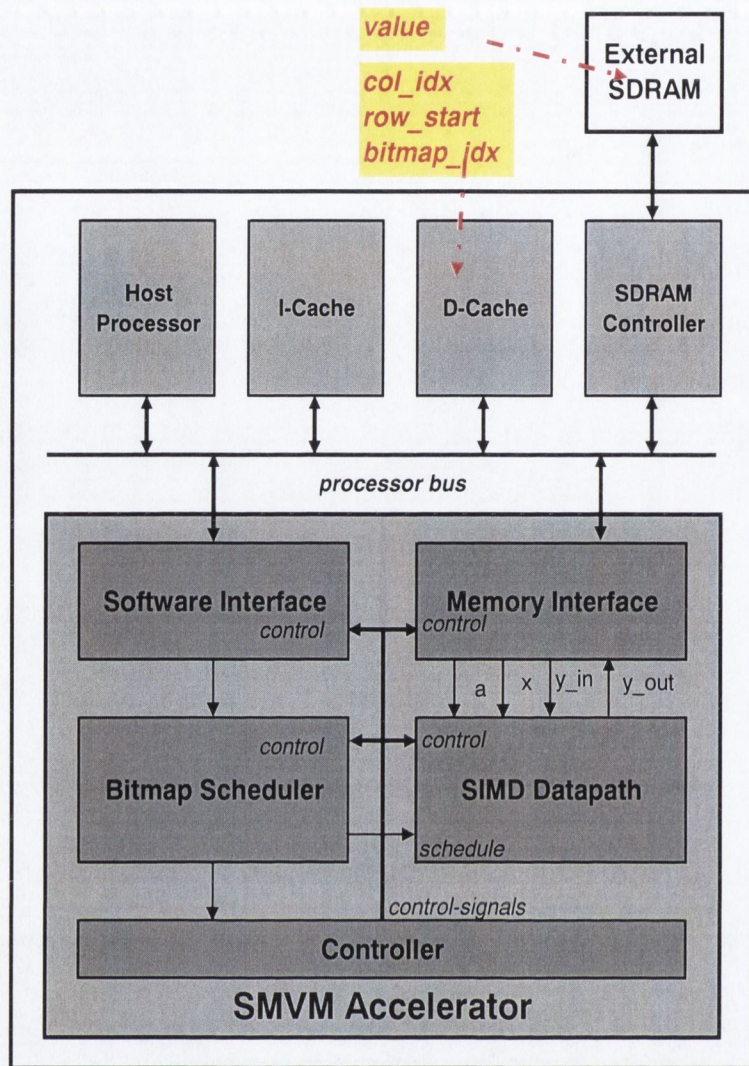 value
External
SDRAM
col_idx
row_start
bitmap_idx
Host
Processor
I-Cache
D-Cache
SDRAM
Controller
processor bus
Software Interface
control
Memory Interface
control
a
x
y_in
y_out
control
Bitmap Scheduler
control
SIMD Datapath
schedule
control-signals
Controller
SMVM Accelerator